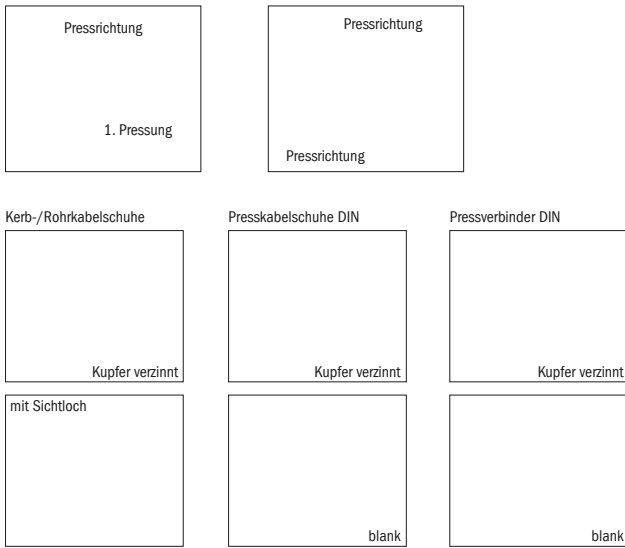 Pressrichtung
1. Pressung
Pressrichtung
Pressrichtung
Kerb-/Rohrkabelschuhe
Presskabelschuhe DIN
Pressverbinder DIN
Kupfer verzinnt
Kupfer verzinnt
Kupfer verzinnt
mit Sichtloch
blank
blank